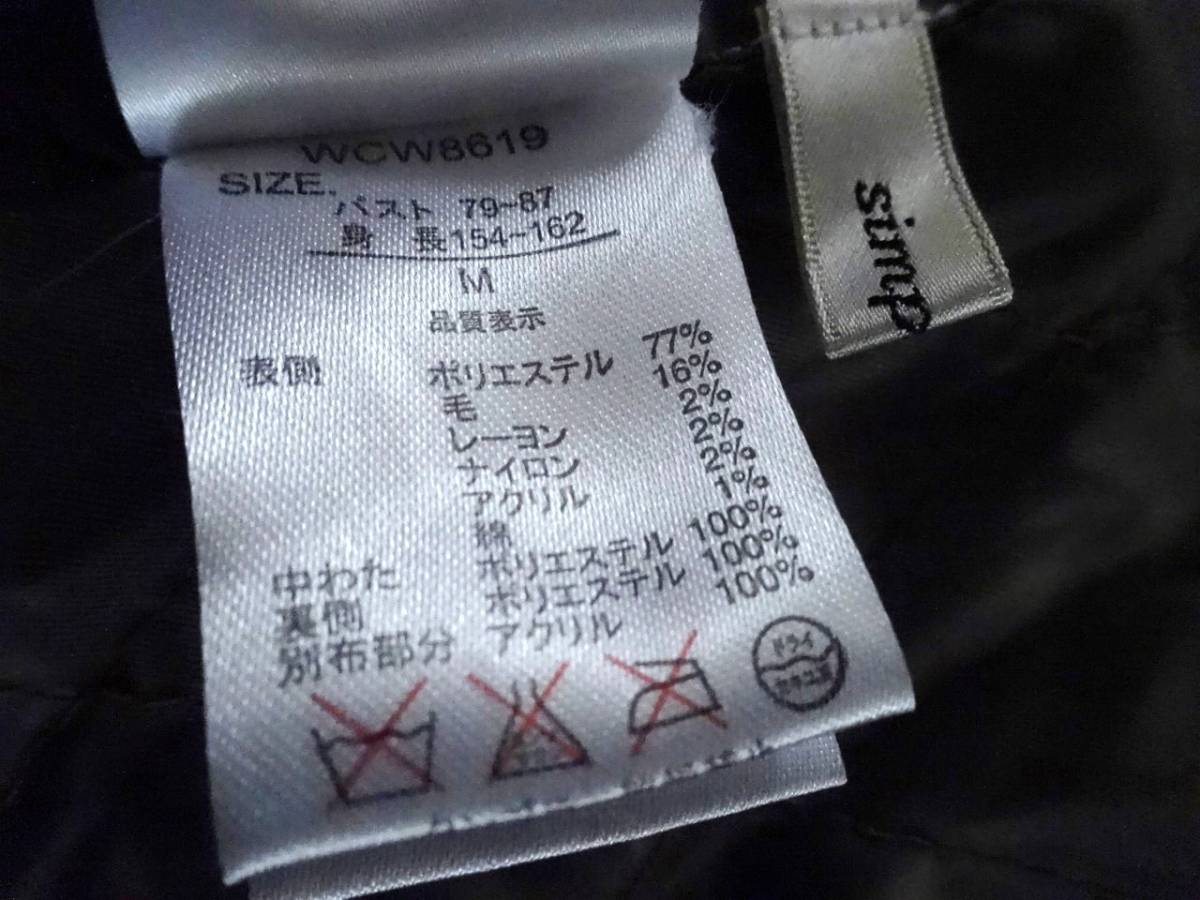 WCW8619
SIZE.
バスト 79-87
身 長 154-162
M
品質表示
表側 ポリエステル 77%
毛 16%
レーヨン 2%
ナイロン 2%
アクリル 2%
綿 1%
中わた ポリエステル 100%
裏側 ポリエステル 100%
別布部分 アクリル 100%
ドライ
simp